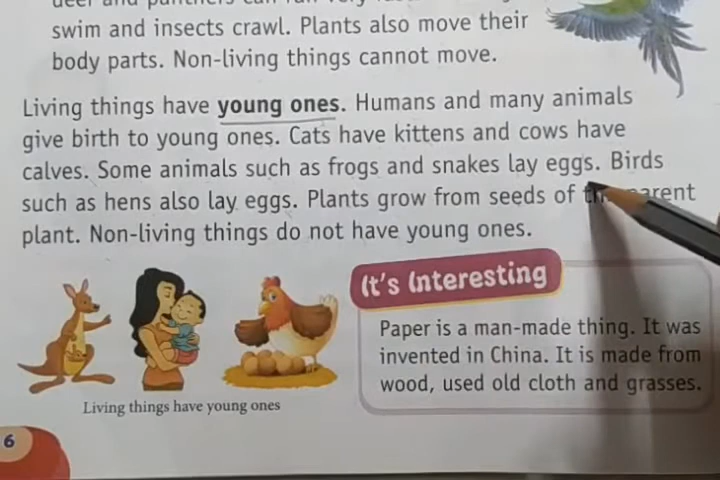 swim and insects crawl. Plants also move their
body parts. Non-living things cannot move.
Living things have young ones. Humans and many animals
give birth to young ones. Cats have kittens and cows have
calves. Some animals such as frogs and snakes lay eggs. Birds
such as hens also lay eggs. Plants grow from seeds of
plant. Non-living things do not have young ones.
It's Interesting
Paper is a man-made thing. It was
invented in China. It is made from
wood, used old cloth and grasses.
Living things have young ones
6